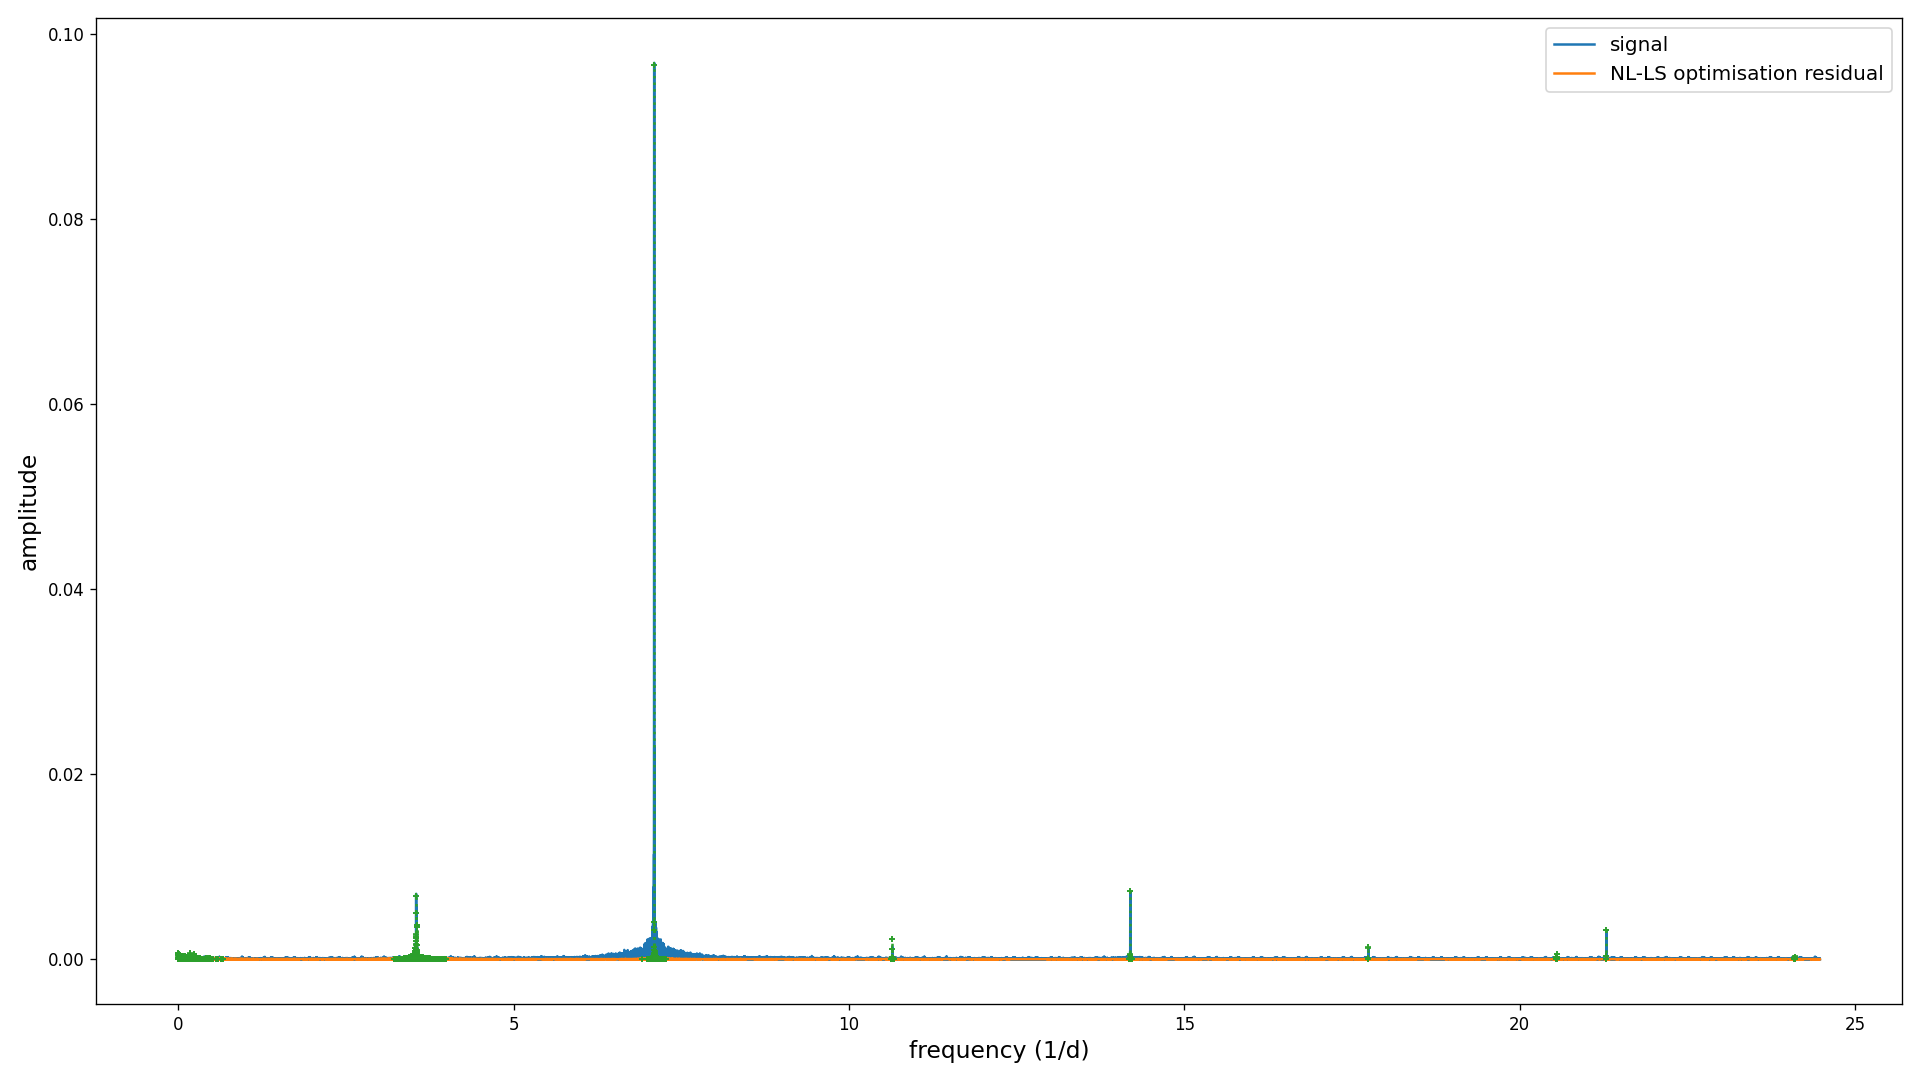 signal
NL-LS optimisation residual
0.10
0.08
0.06
0.04
0.02
0.00
amplitude
0 5 10 15 20 25
frequency (1/d)